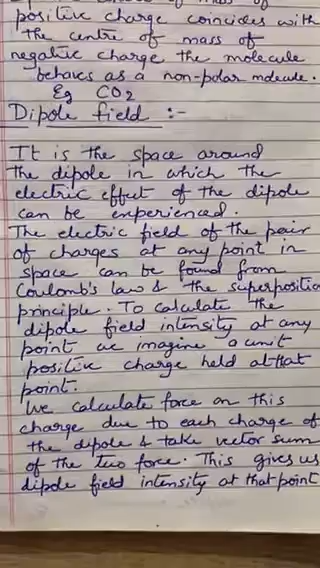 positive charge coincides with
the centre of mass of
negative charge the molecule
behaves as a non-polar molecule.
Eg CO2
Dipole field :-
It is the space around
the dipole in which the
electric effect of the dipole
can be experienced.
The electric field of the pair
of charges at any point in
space can be found from
Coulomb's law & the superpositio
principle. To calculate the
dipole field intensity at any
point we imagine a unit
positive charge held at that
point.
We calculate force on this
charge due to each charge of
the dipole & take vector sum
of the two force. This gives us
dipole field intensity at that point